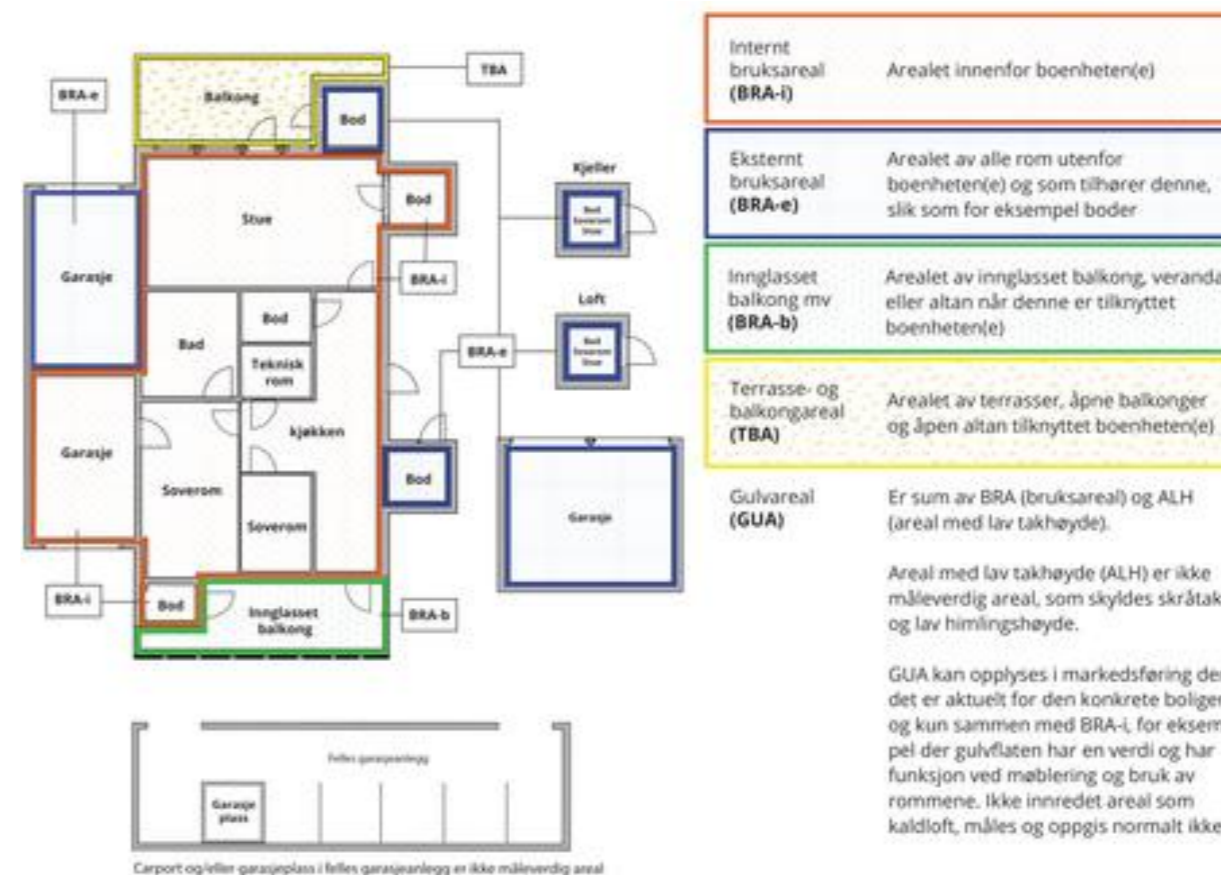 TBA
BRA-e
Balkong
Bod
Kjeller
Stue
Bod
Bod
Soverom
Stue
Garasje
BRA-i
Loft
Bod
Bad
BRA-e
Bod
Soverom
Stue
Teknisk
rom
kjøkken
Garasje
Soverom
Bod
Soverom
Garasje
BRA-i
Bod
Innglasset
balkong
BRA-b
Felles garasjeanlegg
Garasje
plass
Carport og/eller garasjeplass i felles garasjeanlegg er ikke måleverdig areal
Internt
bruksareal
(BRA-i)
Arealet innenfor boenheten(e)
Eksternt
bruksareal
(BRA-e)
Arealet av alle rom utenfor
boenheten(e) og som tilhører denne,
slik som for eksempel boder
Innglasset
balkong mv
(BRA-b)
Arealet av innglasset balkong, veranda
eller altan når denne er tilknyttet
boenheten(e)
Terrasse- og
balkongareal
(TBA)
Arealet av terrasser, åpne balkonger
og åpen altan tilknyttet boenheten(e)
Gulvareal
(GUA)
Er sum av BRA (bruksareal) og ALH
(areal med lav takhøyde).
Areal med lav takhøyde (ALH) er ikke
måleverdig areal, som skyldes skråtak
og lav himlingshøyde.
GUA kan opplyses i markedsføring der
det er aktuelt for den konkrete bolige
og kun sammen med BRA-i, for eksem
pel der gulvflaten har en verdi og har
funksjon ved møblering og bruk av
rommene. Ikke innredet areal som
kaldloft, måles og oppgis normalt ikke